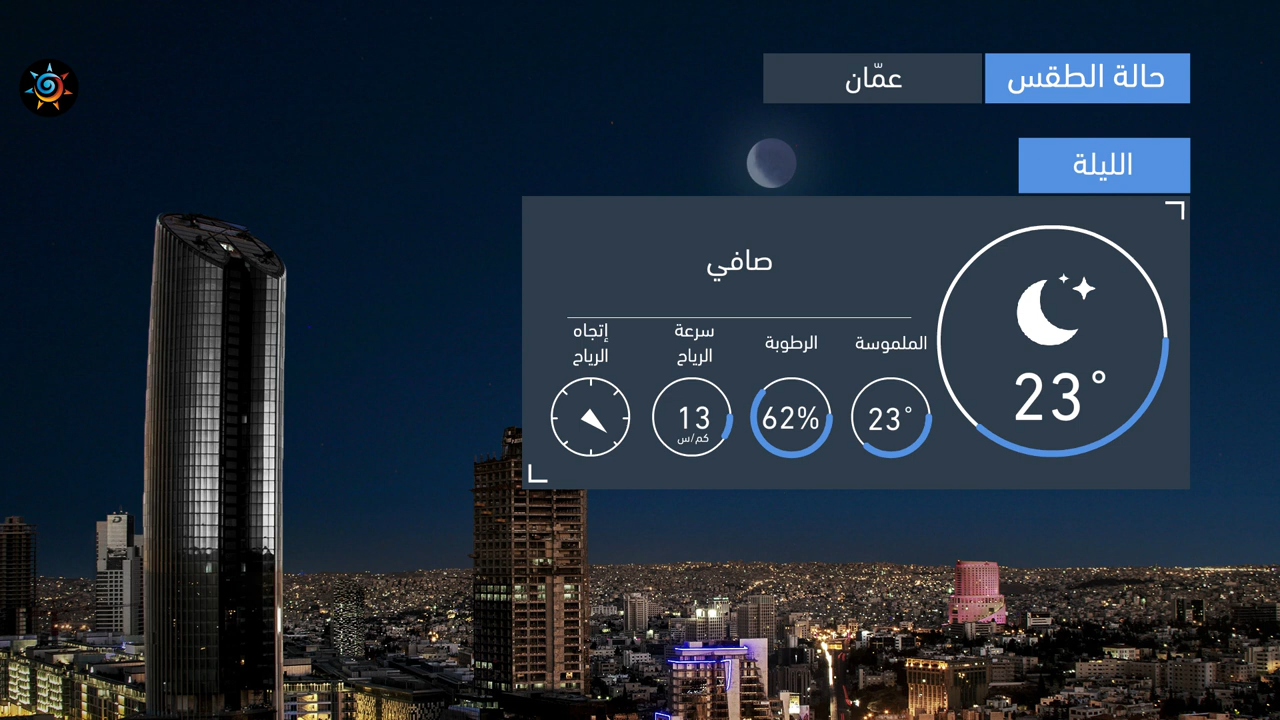 حالة الطقس
عمّان
الليلة
صافي
23°
الملموسة
23°
الرطوبة
62%
سرعة
الرياح
13
كم/س
إتجاه
الرياح